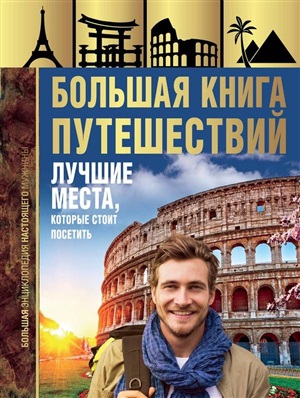 БОЛЬШАЯ КНИГА
ПУТЕШЕСТВИЙ
ЛУЧШИЕ
МЕСТА,
КОТОРЫЕ СТОИТ
ПОСЕТИТЬ
БОЛЬШАЯ ЭНЦИКЛОПЕДИЯ НАСТОЯЩЕГО МУЖЧИНЫ